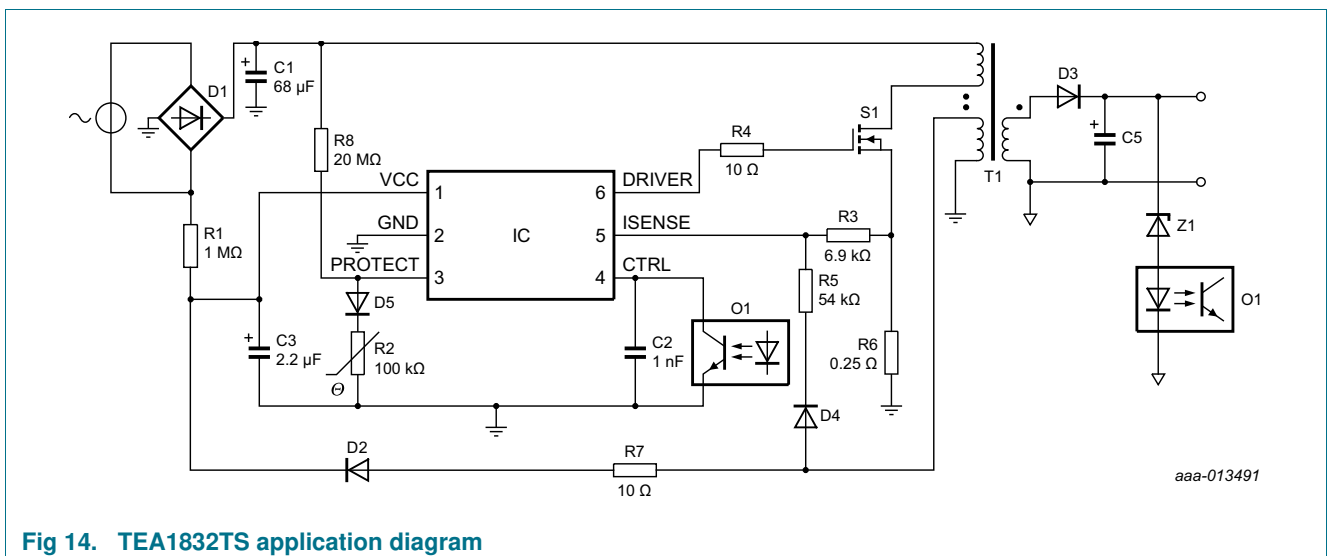 C1
68 µF
D1
R8
20 MΩ
R1
1 MΩ
VCC
1
GND
2
PROTECT
3
IC
6
DRIVER
5
ISENSE
4
CTRL
R4
10 Ω
S1
T1
D3
C5
Z1
O1
R3
6.9 kΩ
R5
54 kΩ
R6
0.25 Ω
D5
R2
100 kΩ
Θ
C3
2.2 µF
C2
1 nF
O1
D4
D2
R7
10 Ω
aaa-013491
Fig 14. TEA1832TS application diagram